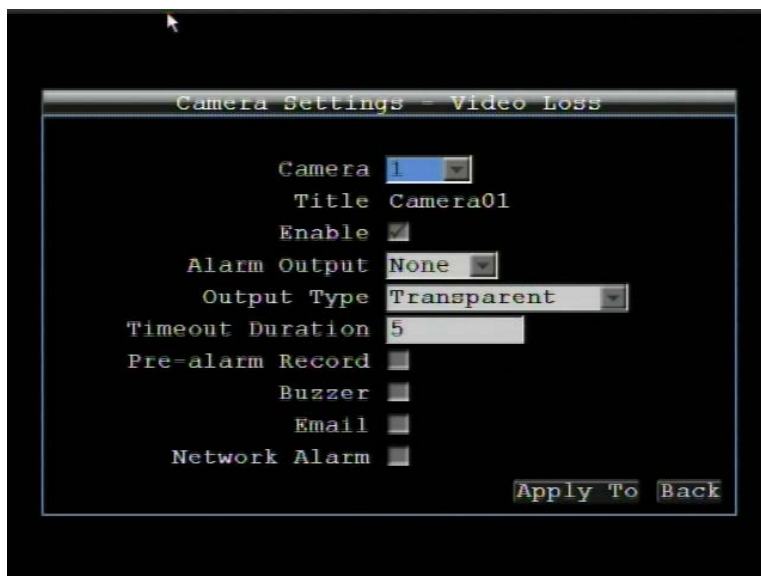 Camera Settings - Video Loss
Camera 1
Title Camera01
Enable
Alarm Output None
Output Type Transparent
Timeout Duration 5
Pre-alarm Record
Buzzer
Email
Network Alarm
Apply To Back